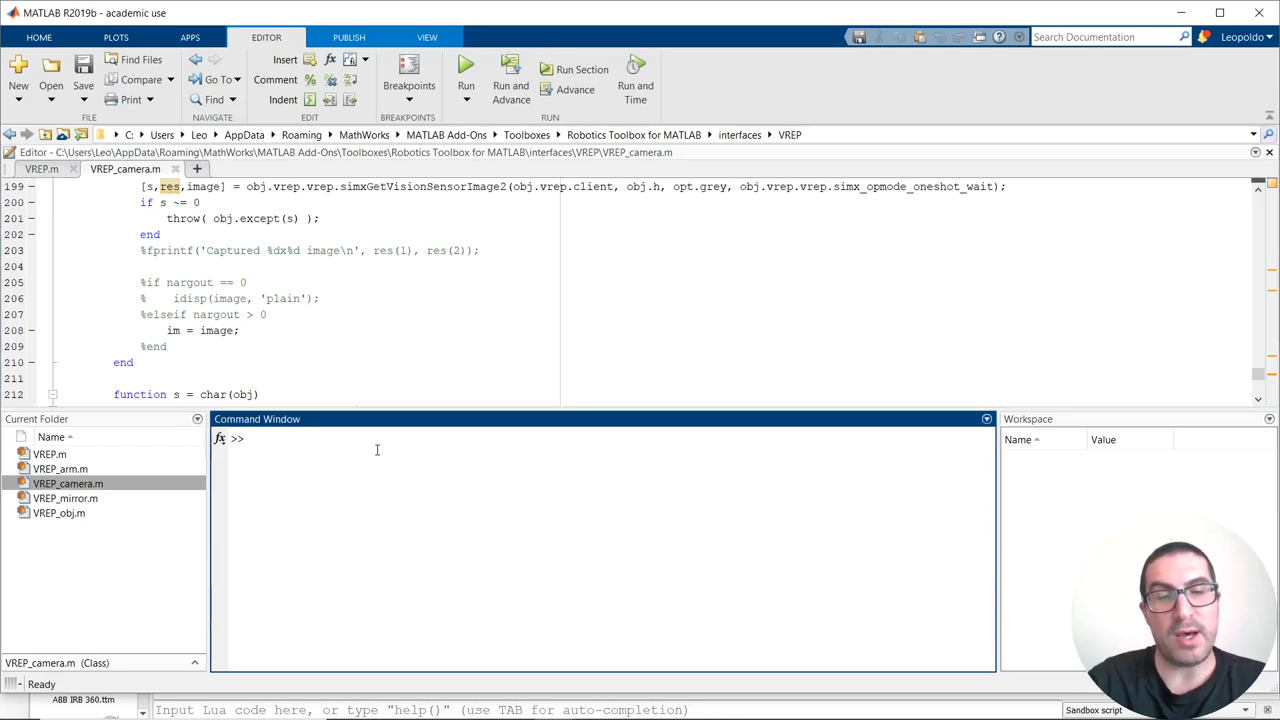 MATLAB R2019b - academic use
HOME PLOTS APPS EDITOR PUBLISH VIEW Search Documentation Leopoldo
New Open Save Find Files Compare Print
FILE
Go To Find
NAVIGATE
Insert Comment Indent
EDIT
Breakpoints
BREAKPOINTS
Run Run and Advance Run Section Advance Run and Time
RUN
C: Users Leo AppData Roaming MathWorks MATLAB Add-Ons Toolboxes Robotics Toolbox for MATLAB interfaces VREP
Editor - C:\Users\Leo\AppData\Roaming\MathWorks\MATLAB Add-Ons\Toolboxes\Robotics Toolbox for MATLAB\interfaces\VREP\VREP_camera.m
VREP.m VREP_camera.m
199 [s,res,image] = obj.vrep.vrep.simxGetVisionSensorImage2(obj.vrep.client, obj.h, opt.grey, obj.vrep.vrep.simx_opmode_oneshot_wait);
200 if s ~= 0
201 throw( obj.except(s) );
202 end
203 %fprintf('Captured %dx%d image\n', res(1), res(2));
204
205 %if nargout == 0
206 % idisp(image, 'plain');
207 %elseif nargout > 0
208 im = image;
209 %end
210 end
211
212 function s = char(obj)
Current Folder
Name
VREP.m
VREP_arm.m
VREP_camera.m
VREP_mirror.m
VREP_obj.m
VREP_camera.m (Class)
Command Window
fx >>
Workspace
Name Value
Ready
ABB IRB 360.ttm
Input Lua code here, or type "help()" (use TAB for auto-completion)
Sandbox script